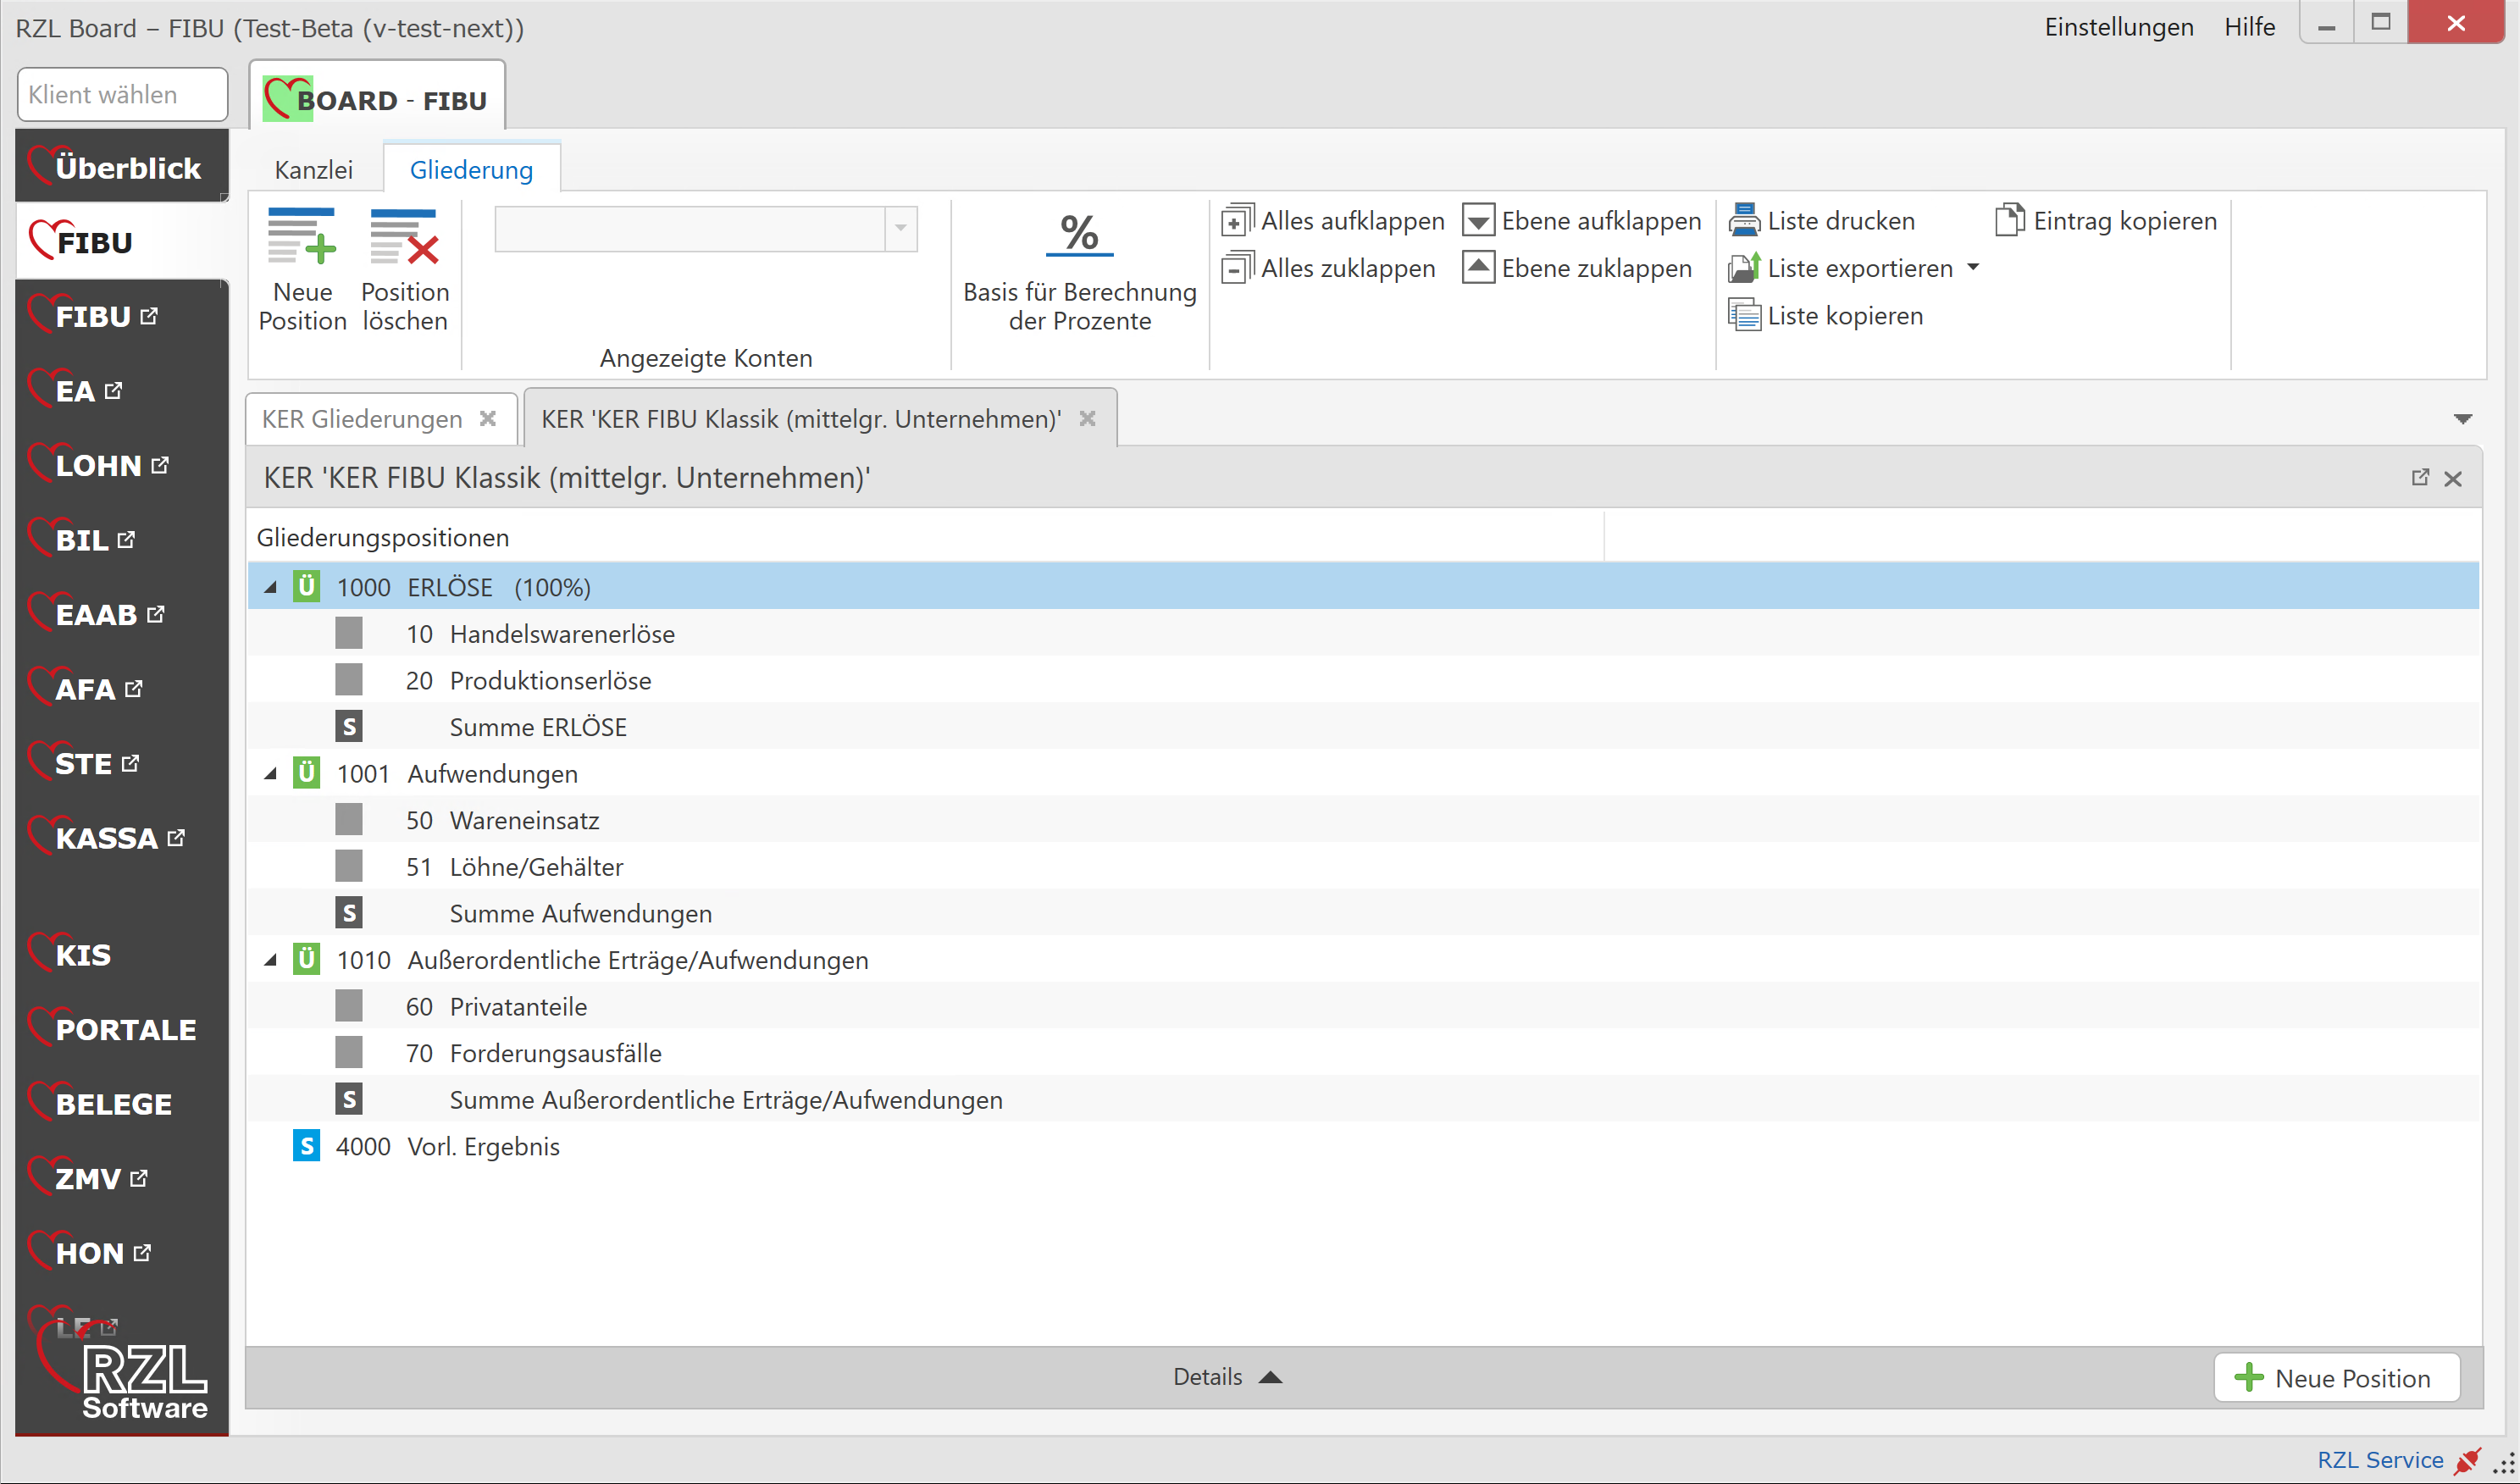 RZL Board – FIBU (Test-Beta (v-test-next))
Einstellungen Hilfe
Klient wählen
BOARD - FIBU
Überblick
FIBU
FIBU
EA
LOHN
BIL
EAAB
AFA
STE
KASSA
KIS
PORTALE
BELEGE
ZMV
HON
LE
RZL
Software
Kanzlei Gliederung
Neue
Position
Position
löschen
Angezeigte Konten
%
Basis für Berechnung
der Prozente
Alles aufklappen
Alles zuklappen
Ebene aufklappen
Ebene zuklappen
Liste drucken
Liste exportieren
Liste kopieren
Eintrag kopieren
KER Gliederungen
KER 'KER FIBU Klassik (mittelgr. Unternehmen)'
KER 'KER FIBU Klassik (mittelgr. Unternehmen)'
Gliederungspositionen
Ü 1000 ERLÖSE (100%)
10 Handelswarenerlöse
20 Produktionserlöse
S Summe ERLÖSE
Ü 1001 Aufwendungen
50 Wareneinsatz
51 Löhne/Gehälter
S Summe Aufwendungen
Ü 1010 Außerordentliche Erträge/Aufwendungen
60 Privatanteile
70 Forderungsausfälle
S Summe Außerordentliche Erträge/Aufwendungen
S 4000 Vorl. Ergebnis
Details
Neue Position
RZL Service